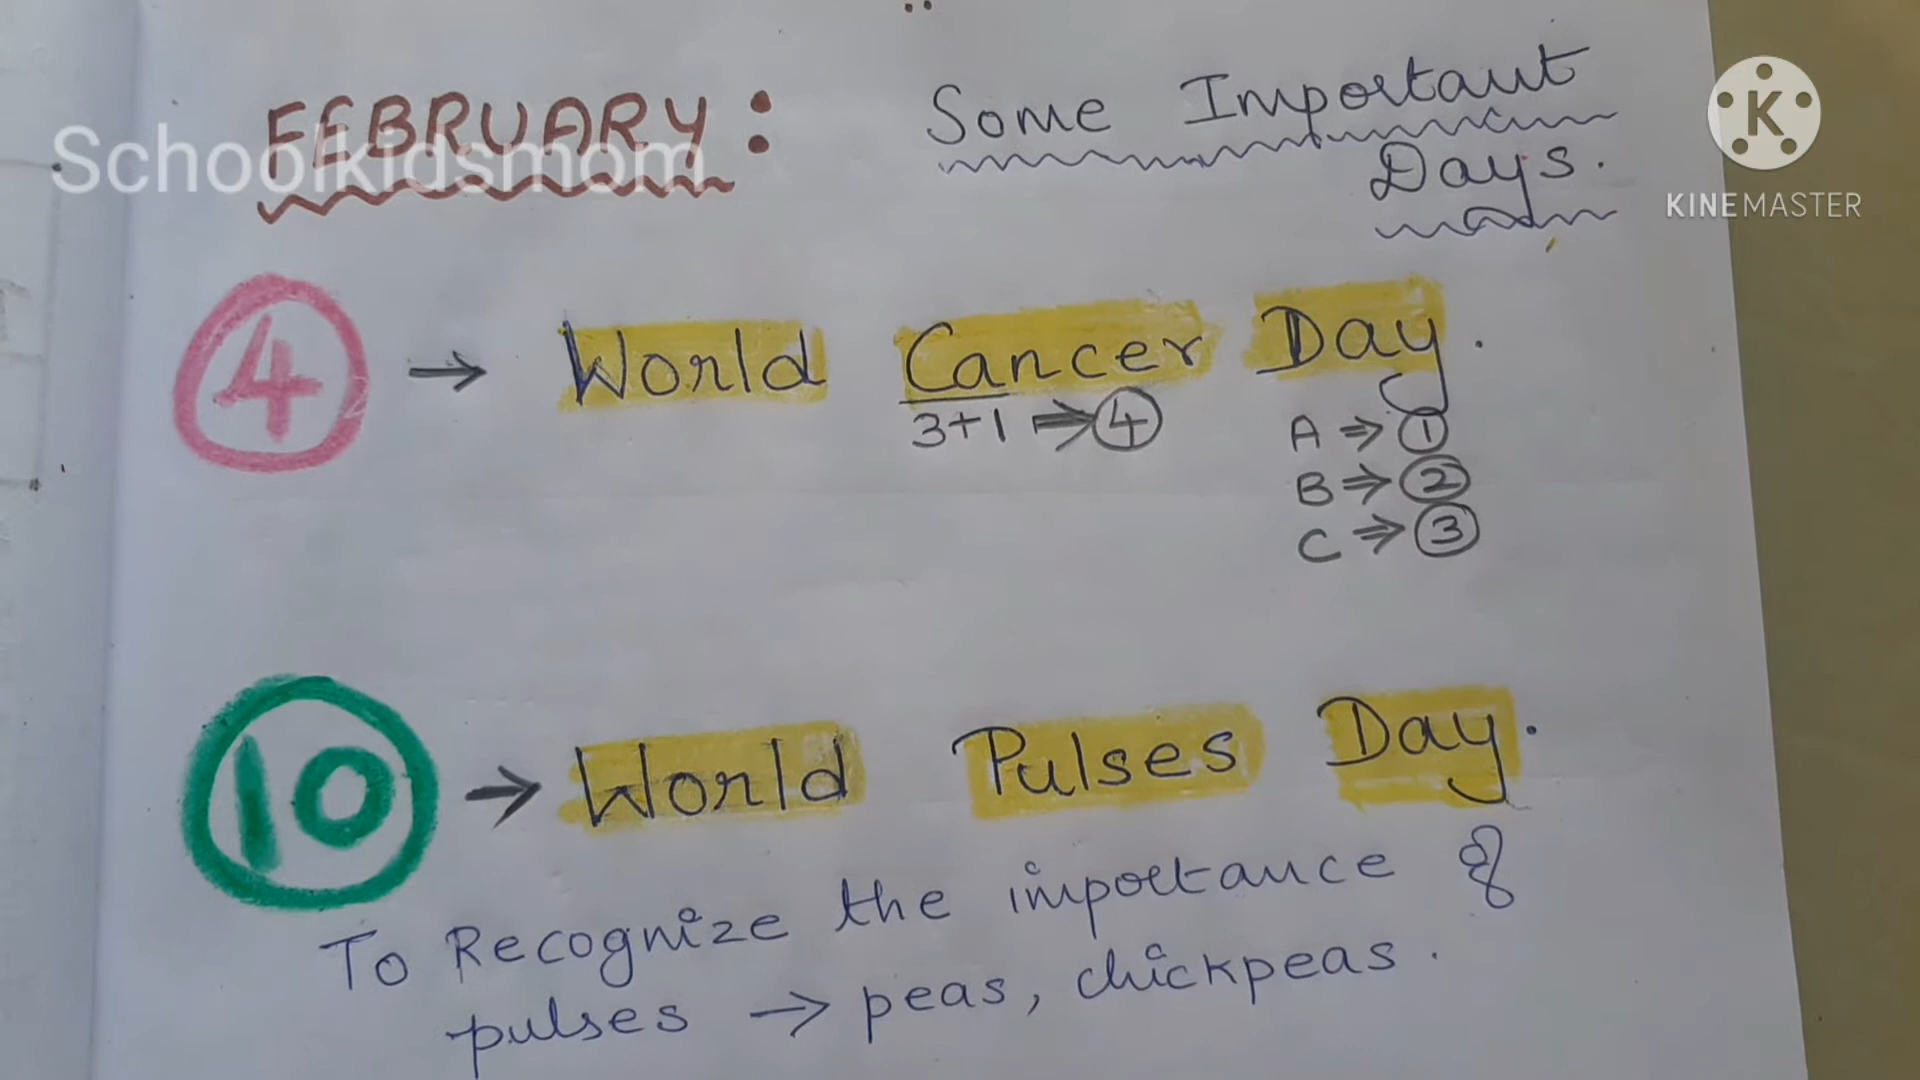 FEBRUARY : Some Important
Days.
Schoolkidsmom
K
KINEMASTER
4 → World Cancer Day.
3+1 ⇒ 4
A ⇒ 1
B ⇒ 2
C ⇒ 3
10 → World Pulses Day.
To Recognize the importance of
pulses → peas, chickpeas.